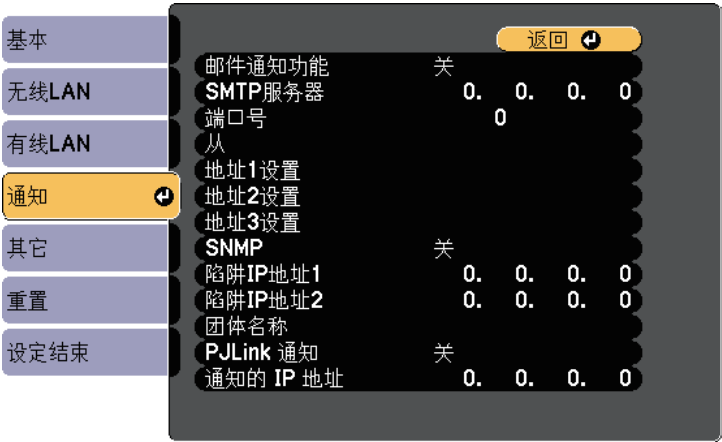 基本
无线LAN
有线LAN
通知
其它
重置
设定结束
返回
邮件通知功能 关
SMTP服务器 0. 0. 0. 0
端口号 0
从
地址1设置
地址2设置
地址3设置
SNMP 关
陷阱IP地址1 0. 0. 0. 0
陷阱IP地址2 0. 0. 0. 0
团体名称
PJLink 通知 关
通知的 IP 地址 0. 0. 0. 0